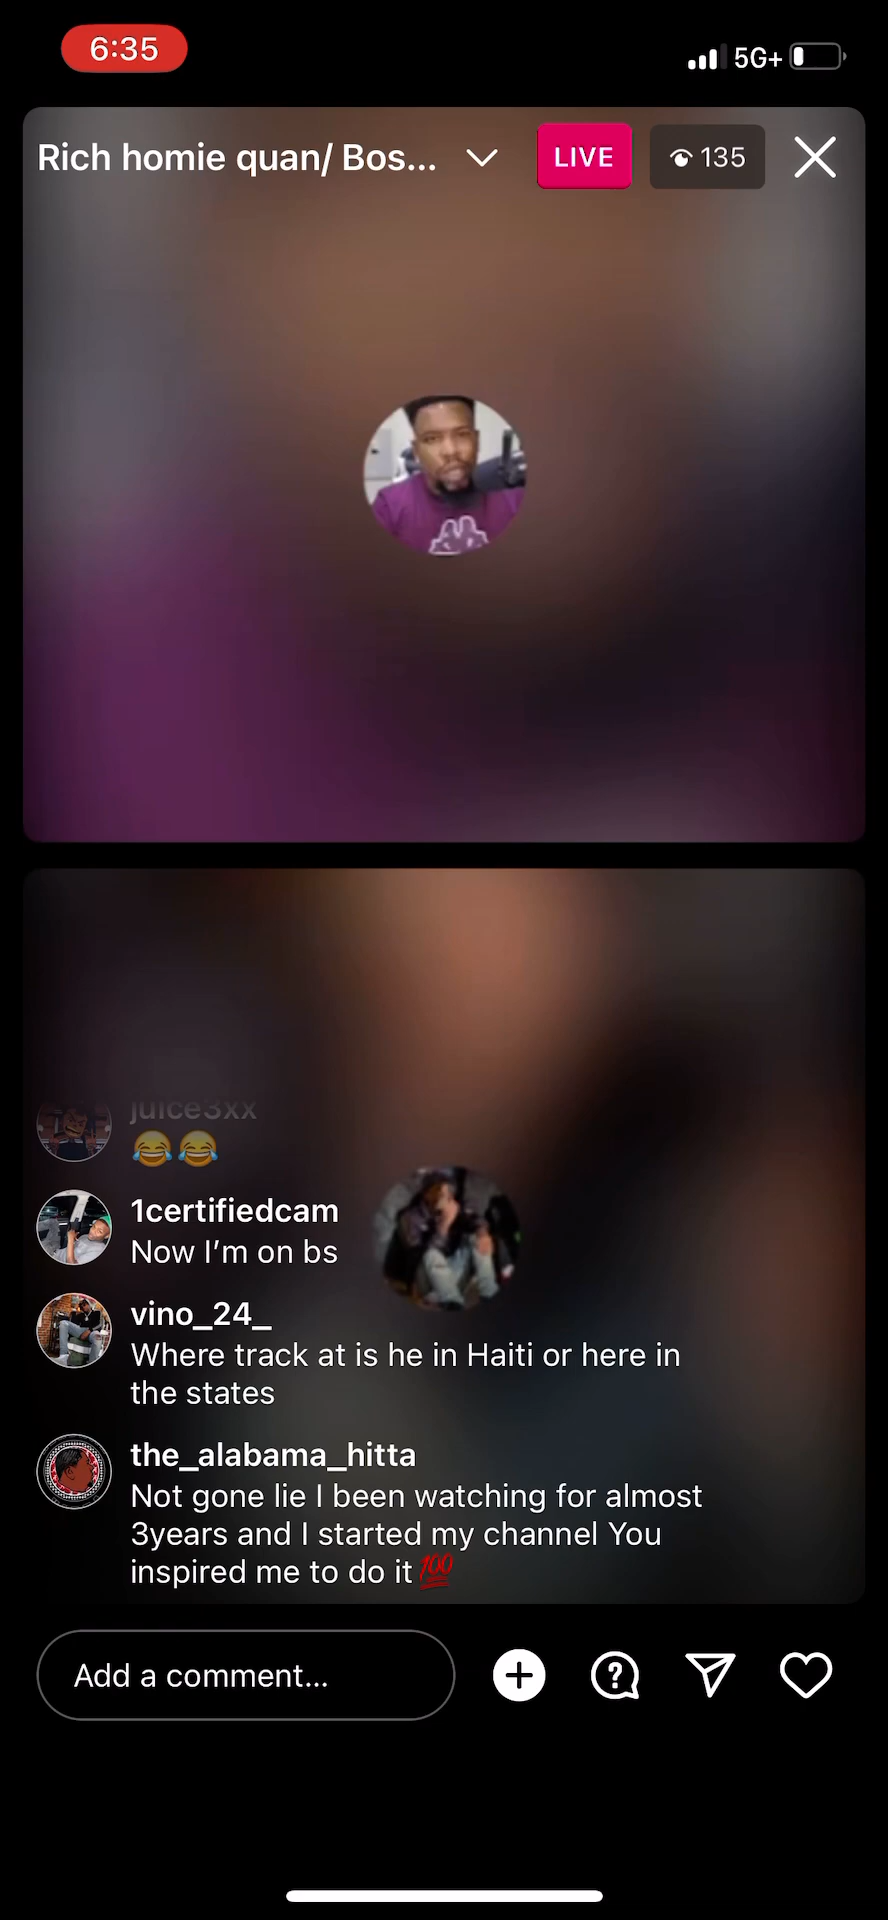 6:35
5G+
Rich homie quan/ Bos...
LIVE
135
juice3xx
😂😂
1certifiedcam
Now I’m on bs
vino_24_
Where track at is he in Haiti or here in
the states
the_alabama_hitta
Not gone lie I been watching for almost
3years and I started my channel You
inspired me to do it💯
Add a comment...